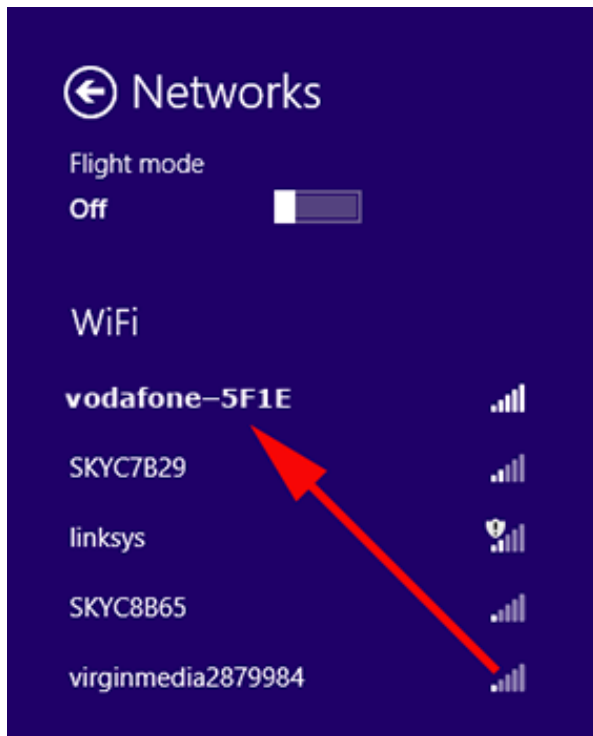 Networks
Flight mode
Off
WiFi
vodafone–5F1E
SKYC7B29
linksys
SKYC8B65
virginmedia2879984